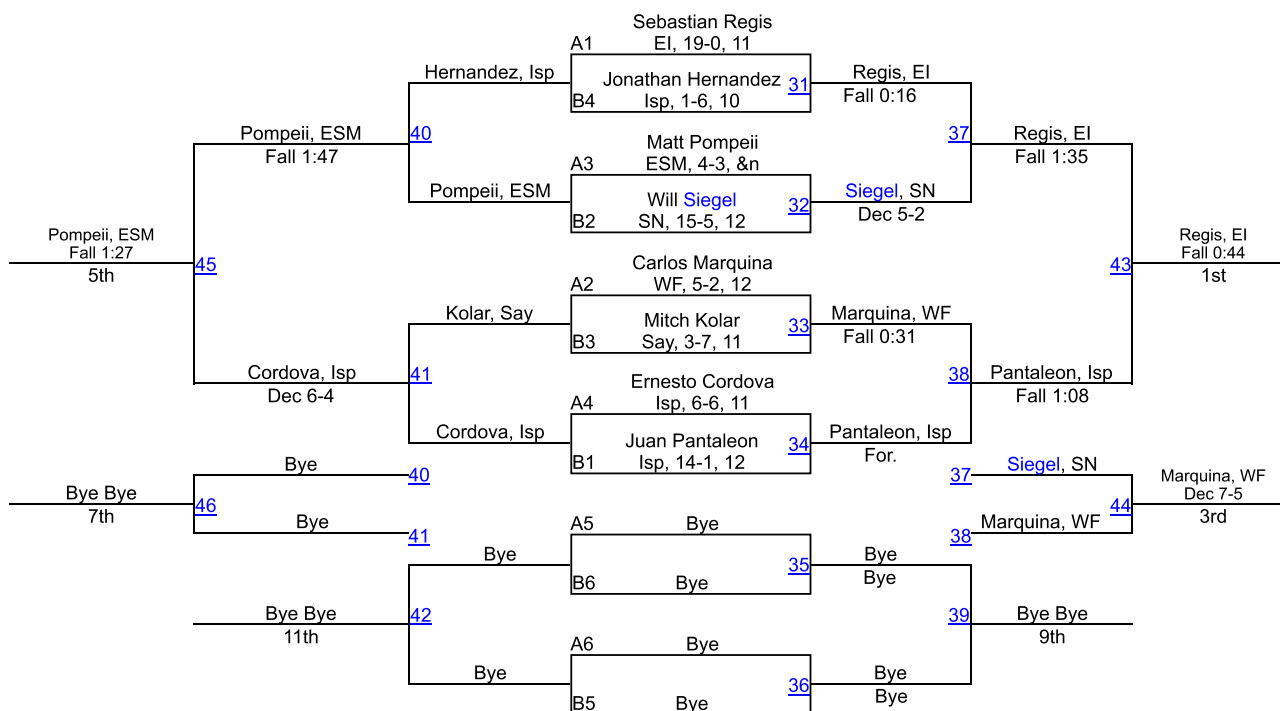 Sebastian Regis
A1 EI, 19-0, 11
Hernandez, Isp Jonathan Hernandez 31 Regis, EI
B4 Isp, 1-6, 10 Fall 0:16
Pompeii, ESM 40 Matt Pompeii 37 Regis, EI
Fall 1:47 A3 ESM, 4-3, &n Fall 1:35
Pompeii, ESM Will Siegel 32 Siegel, SN
B2 SN, 15-5, 12 Dec 5-2
Pompeii, ESM Regis, EI
Fall 1:27 45 Carlos Marquina 43 Fall 0:44
5th A2 WF, 5-2, 12 1st
Kolar, Say Mitch Kolar 33 Marquina, WF
B3 Say, 3-7, 11 Fall 0:31
Cordova, Isp 41 Ernesto Cordova 38 Pantaleon, Isp
Dec 6-4 A4 Isp, 6-6, 11 Fall 1:08
Cordova, Isp Juan Pantaleon 34 Pantaleon, Isp
B1 Isp, 14-1, 12 For.
Bye 40 37 Siegel, SN
Bye Bye 46 44 Marquina, WF
7th Dec 7-5
3rd
Bye 41 A5 Bye 38 Marquina, WF
Bye 35 Bye
B6 Bye Bye
Bye Bye 42 39 Bye Bye
11th 9th
A6 Bye
Bye 36 Bye
B5 Bye Bye